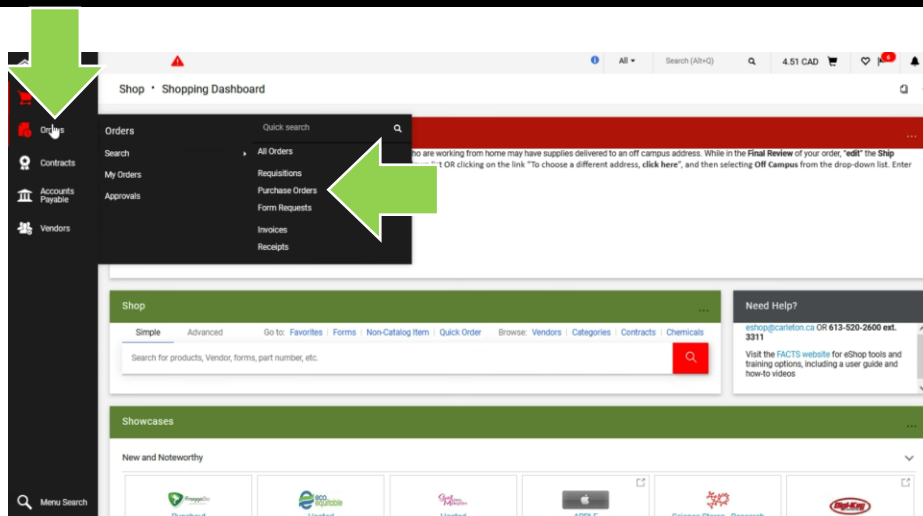 All
Search (Alt+Q)
4.51 CAD
Shop • Shopping Dashboard
Orders
Contracts
Accounts
Payable
Vendors
Menu Search
Orders
Search
My Orders
Approvals
Quick search
All Orders
Requisitions
Purchase Orders
Form Requests
Invoices
Receipts
ho are working from home may have supplies delivered to an off campus address. While in the Final Review of your order, "edit" the Ship
list OR clicking on the link "To choose a different address, click here", and then selecting Off Campus from the drop-down list. Enter
Shop
Simple Advanced Go to: Favorites | Forms | Non-Catalog Item | Quick Order Browse: Vendors | Categories | Contracts | Chemicals
Search for products, Vendor, forms, part number, etc.
Need Help?
eshop@carleton.ca OR 613-520-2600 ext.
3311
Visit the FACTS website for eShop tools and
training options, including a user guide and
how-to videos
Showcases
New and Noteworthy
eco
equitable
APPLE
Digi-Key